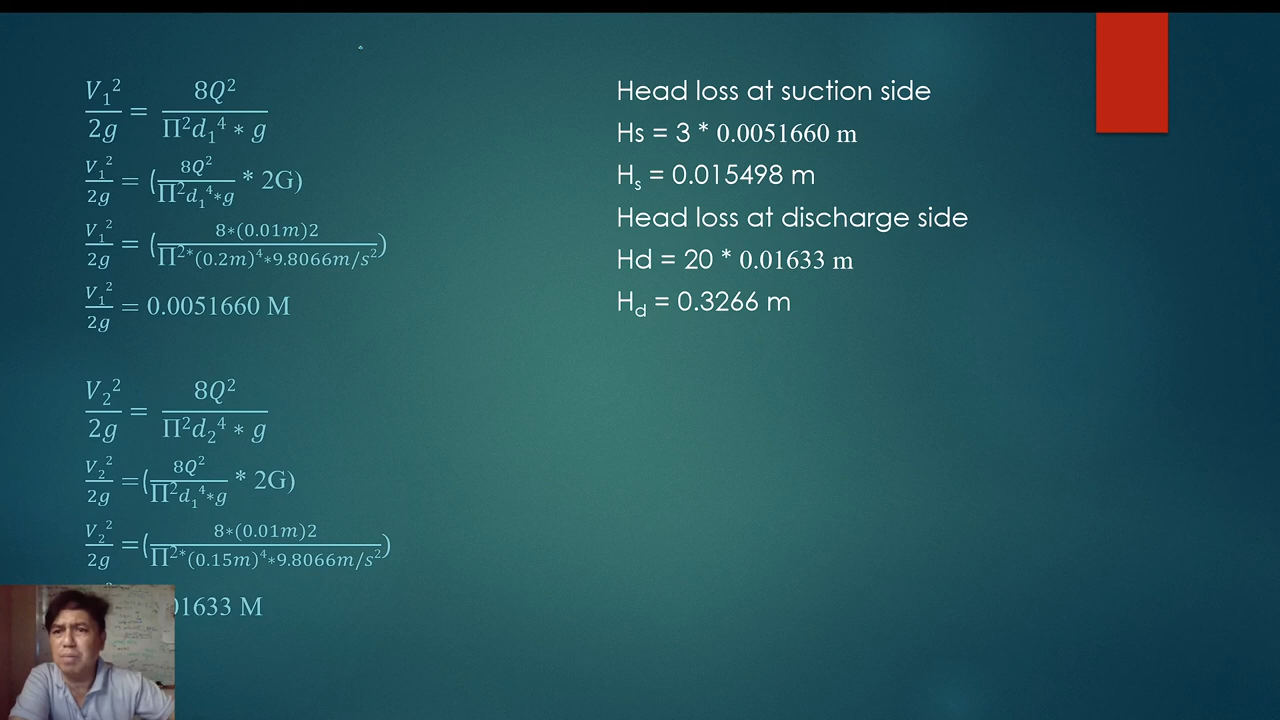 V₁²/2g = 8Q²/Π²d₁⁴ * g
V₁²/2g = (8Q²/Π²d₁⁴*g * 2G)
V₁²/2g = (8*(0.01m)2/Π²*(0.2m)⁴*9.8066m/s²)
V₁²/2g = 0.0051660 M
V₂²/2g = 8Q²/Π²d₂⁴ * g
V₂²/2g =(8Q²/Π²d₁⁴*g * 2G)
V₂²/2g =(8*(0.01m)2/Π²*(0.15m)⁴*9.8066m/s²)
01633 M
Head loss at suction side
Hs = 3 * 0.0051660 m
Hₛ = 0.015498 m
Head loss at discharge side
Hd = 20 * 0.01633 m
H_d = 0.3266 m